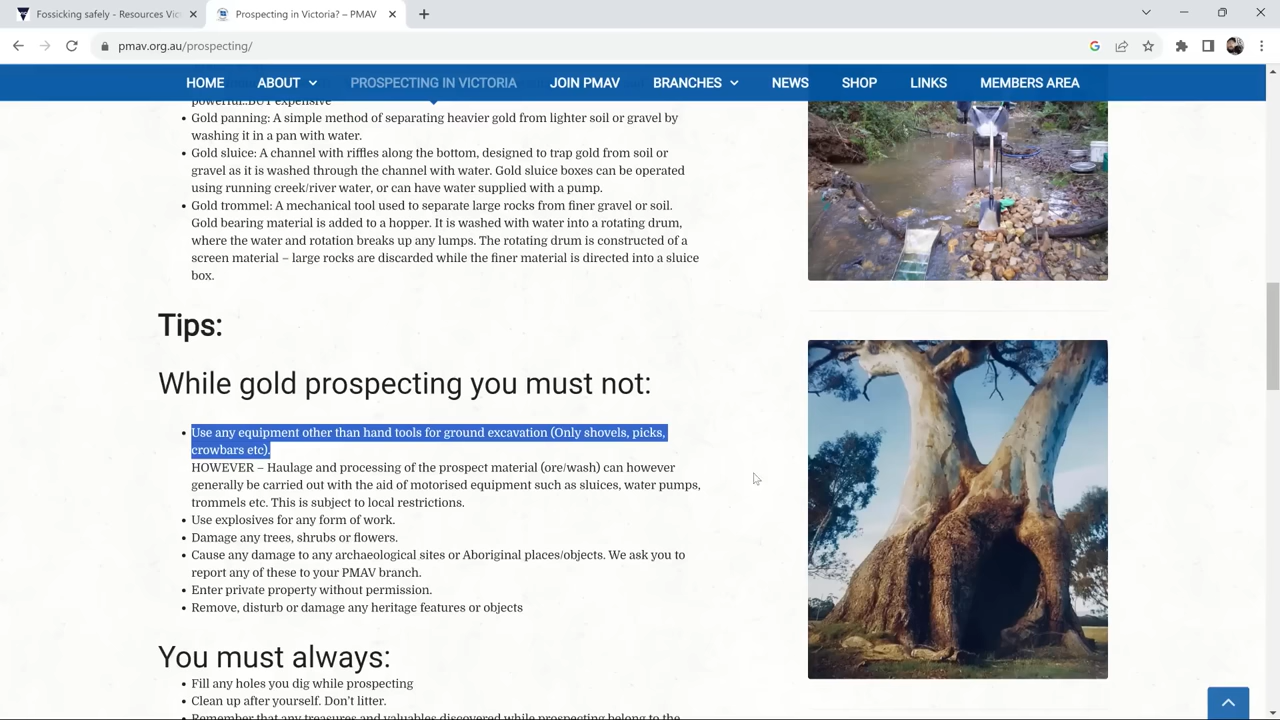 Fossicking safely - Resources Vic
Prospecting in Victoria? – PMAV
pmav.org.au/prospecting/
HOME ABOUT PROSPECTING IN VICTORIA JOIN PMAV BRANCHES NEWS SHOP LINKS MEMBERS AREA
powerful..BUT expensive
• Gold panning: A simple method of separating heavier gold from lighter soil or gravel by
washing it in a pan with water.
• Gold sluice: A channel with riffles along the bottom, designed to trap gold from soil or
gravel as it is washed through the channel with water. Gold sluice boxes can be operated
using running creek/river water, or can have water supplied with a pump.
• Gold trommel: A mechanical tool used to separate large rocks from finer gravel or soil.
Gold bearing material is added to a hopper. It is washed with water into a rotating drum,
where the water and rotation breaks up any lumps. The rotating drum is constructed of a
screen material – large rocks are discarded while the finer material is directed into a sluice
box.
Tips:
While gold prospecting you must not:
• Use any equipment other than hand tools for ground excavation (Only shovels, picks,
crowbars etc).
HOWEVER – Haulage and processing of the prospect material (ore/wash) can however
generally be carried out with the aid of motorised equipment such as sluices, water pumps,
trommels etc. This is subject to local restrictions.
• Use explosives for any form of work.
• Damage any trees, shrubs or flowers.
• Cause any damage to any archaeological sites or Aboriginal places/objects. We ask you to
report any of these to your PMAV branch.
• Enter private property without permission.
• Remove, disturb or damage any heritage features or objects
You must always:
• Fill any holes you dig while prospecting
• Clean up after yourself. Don't litter.
• Remember that any treasures and valuables discovered while prospecting belong to the